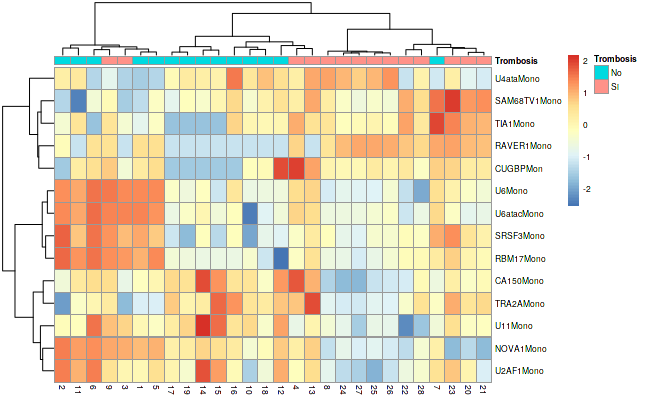 Trombosis
U4ataMono
SAM68TV1Mono
TIA1Mono
RAVER1Mono
CUGBPMon
U6Mono
U6atacMono
SRSF3Mono
RBM17Mono
CA150Mono
TRA2AMono
U11Mono
NOVA1Mono
U2AF1Mono
2 11 6 9 3 1 5 17 19 14 15 16 10 18 12 4 13 8 24 27 25 26 22 28 7 23 20 21
2
1
0
-1
-2
Trombosis
No
SI